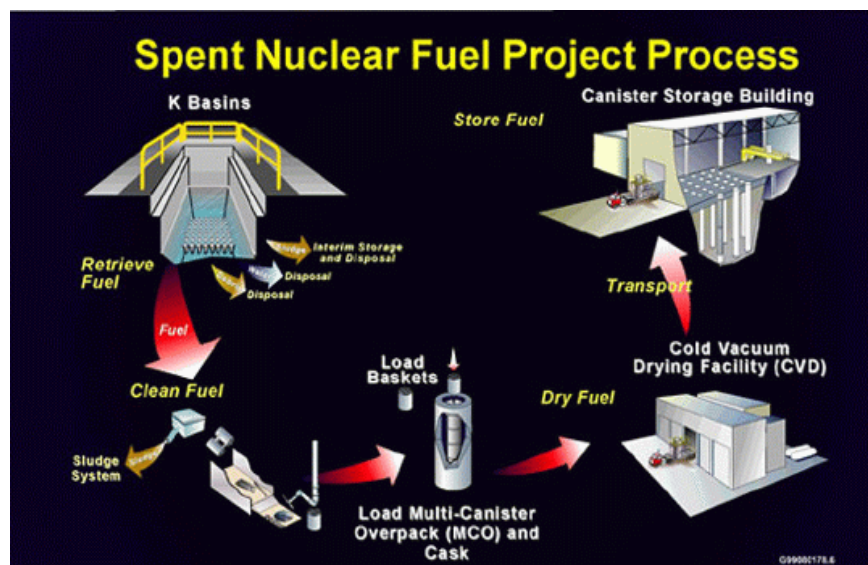 Spent Nuclear Fuel Project Process
K Basins
Canister Storage Building
Store Fuel
Sludge
Interim Storage
and Disposal
Water
Disposal
Debris
Disposal
Retrieve
Fuel
Fuel
Transport
Clean Fuel
Load
Baskets
Cold Vacuum
Drying Facility (CVD)
Dry Fuel
Sludge
Sludge
System
Load Multi-Canister
Overpack (MCO) and
Cask
G99080178.6